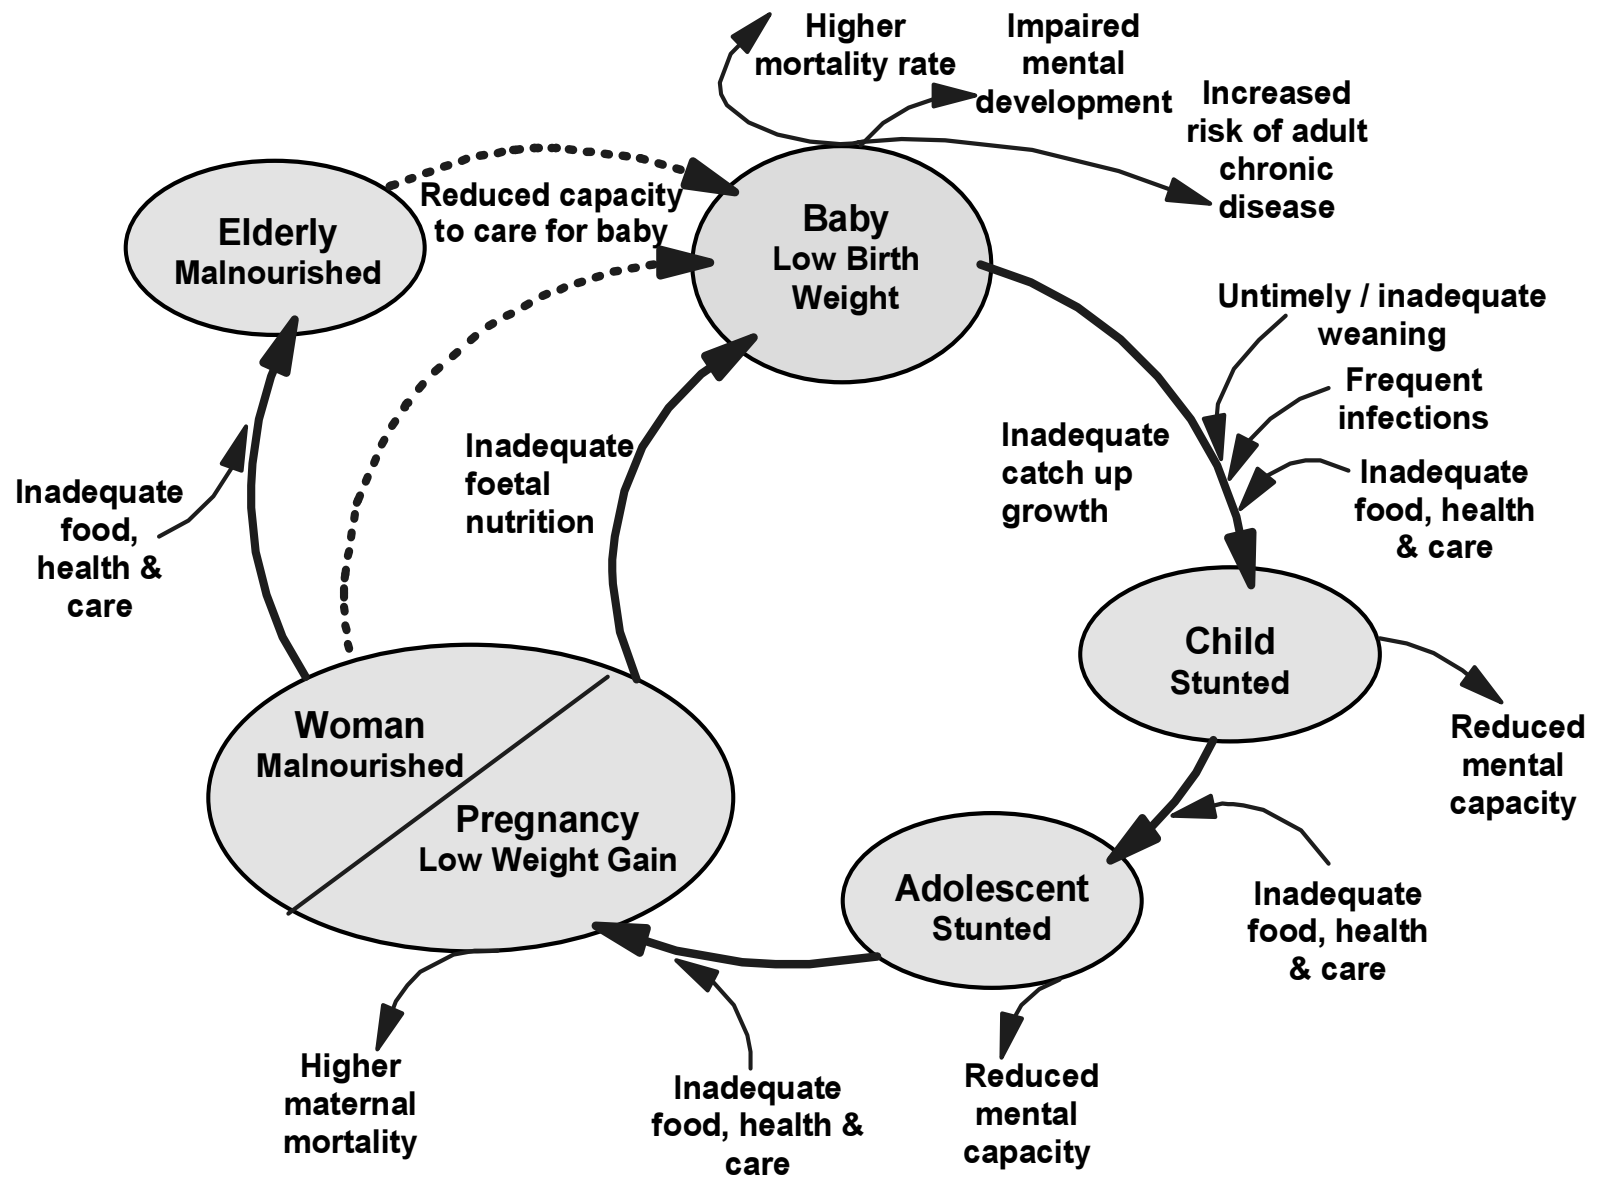 Higher
mortality rate
Impaired
mental
development
Increased
risk of adult
chronic
disease
Elderly
Malnourished
Reduced capacity
to care for baby
Baby
Low Birth
Weight
Untimely / inadequate
weaning
Frequent
infections
Inadequate
food, health
& care
Inadequate
catch up
growth
Inadequate
foetal
nutrition
Inadequate
food,
health &
care
Child
Stunted
Reduced
mental
capacity
Woman
Malnourished
Pregnancy
Low Weight Gain
Adolescent
Stunted
Inadequate
food, health
& care
Higher
maternal
mortality
Inadequate
food, health &
care
Reduced
mental
capacity